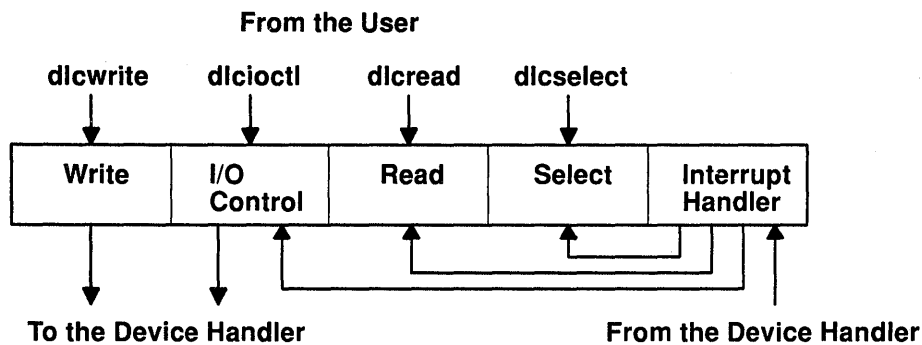 From the User
dlcwrite dlcioctl dlcread dlcselect
Write I/O Control Read Select Interrupt Handler
To the Device Handler From the Device Handler